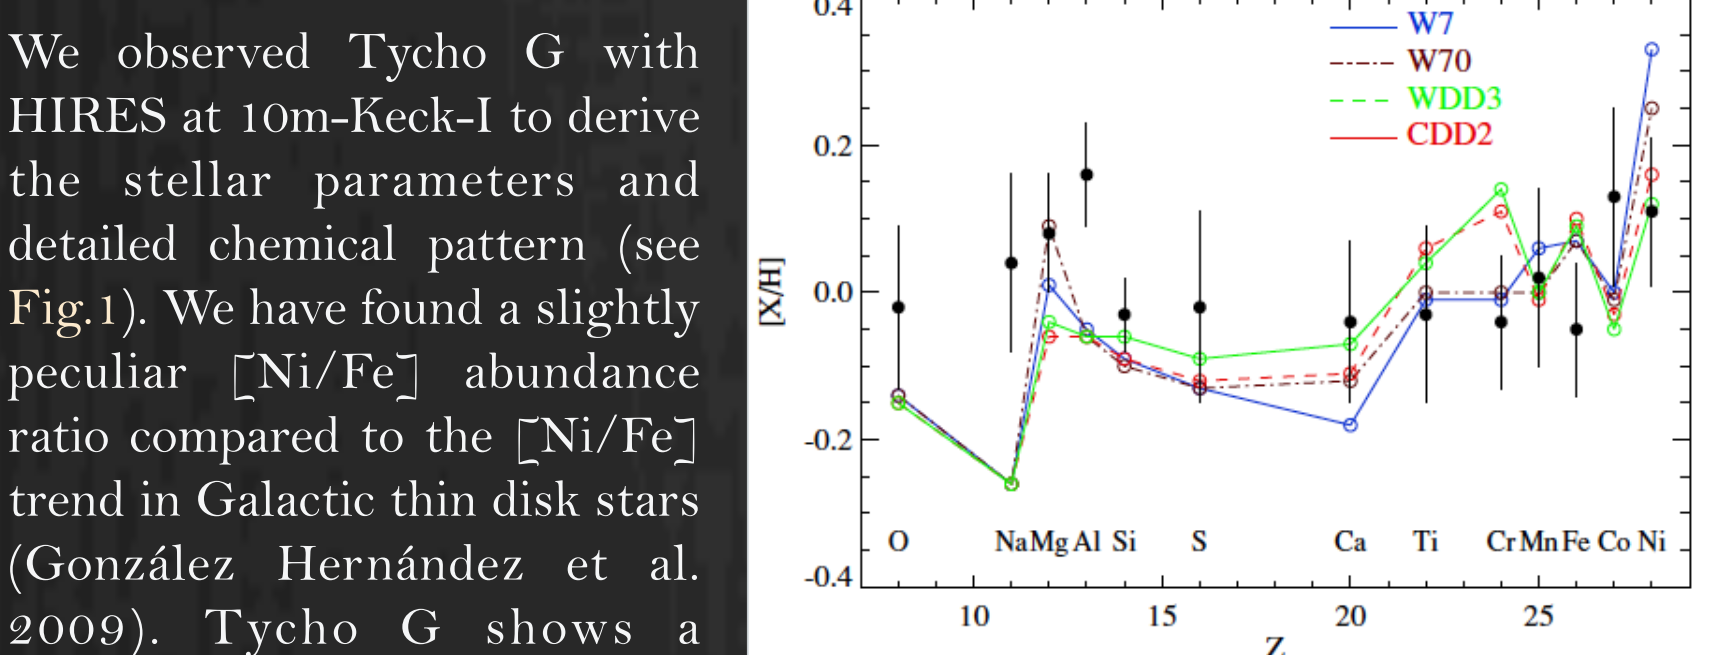 We observed Tycho G with
HIRES at 10m-Keck-I to derive
the stellar parameters and
detailed chemical pattern (see
Fig.1). We have found a slightly
peculiar [Ni/Fe] abundance
ratio compared to the [Ni/Fe]
trend in Galactic thin disk stars
(González Hernández et al.
2009). Tycho G shows a
0.4
W7
W70
WDD3
CDD2
0.2
[X/H]
0.0
-0.2
O Na Mg Al Si S Ca Ti Cr Mn Fe Co Ni
-0.4
10 15 20 25
Z